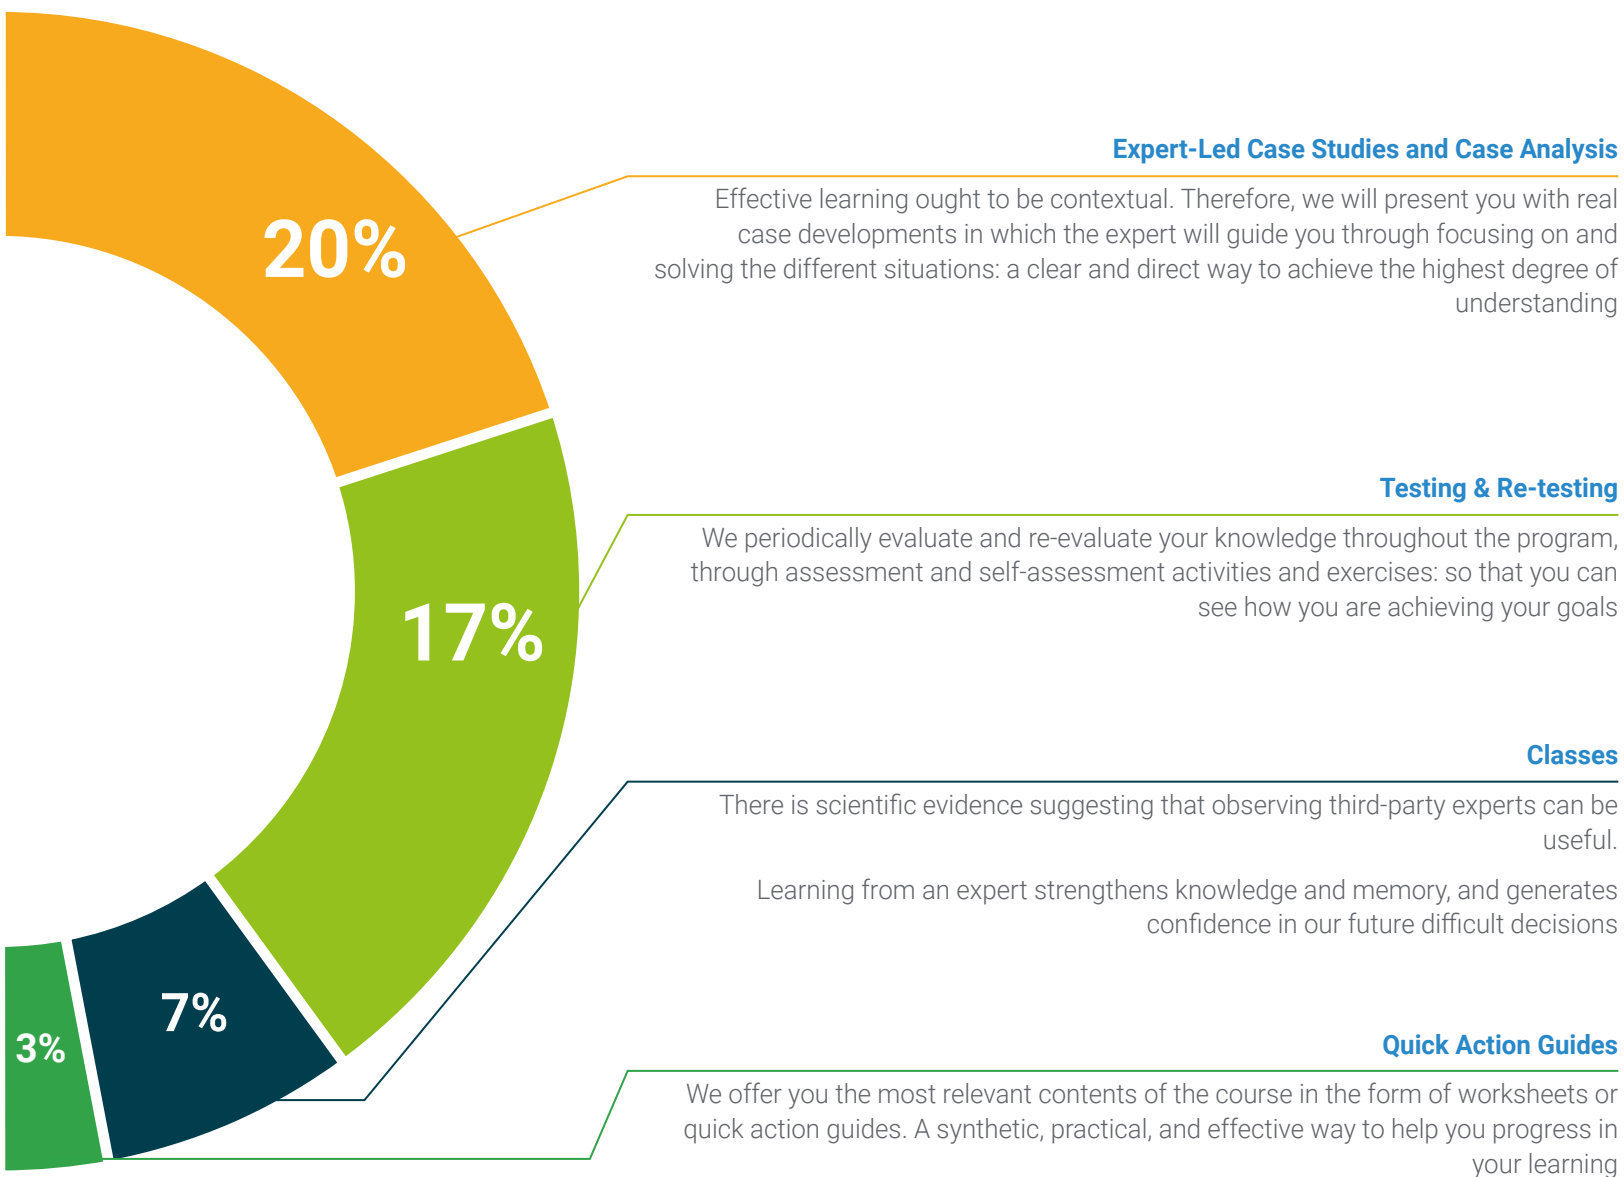 Expert-Led Case Studies and Case Analysis
20%
Effective learning ought to be contextual. Therefore, we will present you with real
case developments in which the expert will guide you through focusing on and
solving the different situations: a clear and direct way to achieve the highest degree of
understanding
Testing & Re-testing
17%
We periodically evaluate and re-evaluate your knowledge throughout the program,
through assessment and self-assessment activities and exercises: so that you can
see how you are achieving your goals
Classes
7%
There is scientific evidence suggesting that observing third-party experts can be
useful.
Learning from an expert strengthens knowledge and memory, and generates
confidence in our future difficult decisions
Quick Action Guides
3%
We offer you the most relevant contents of the course in the form of worksheets or
quick action guides. A synthetic, practical, and effective way to help you progress in
your learning